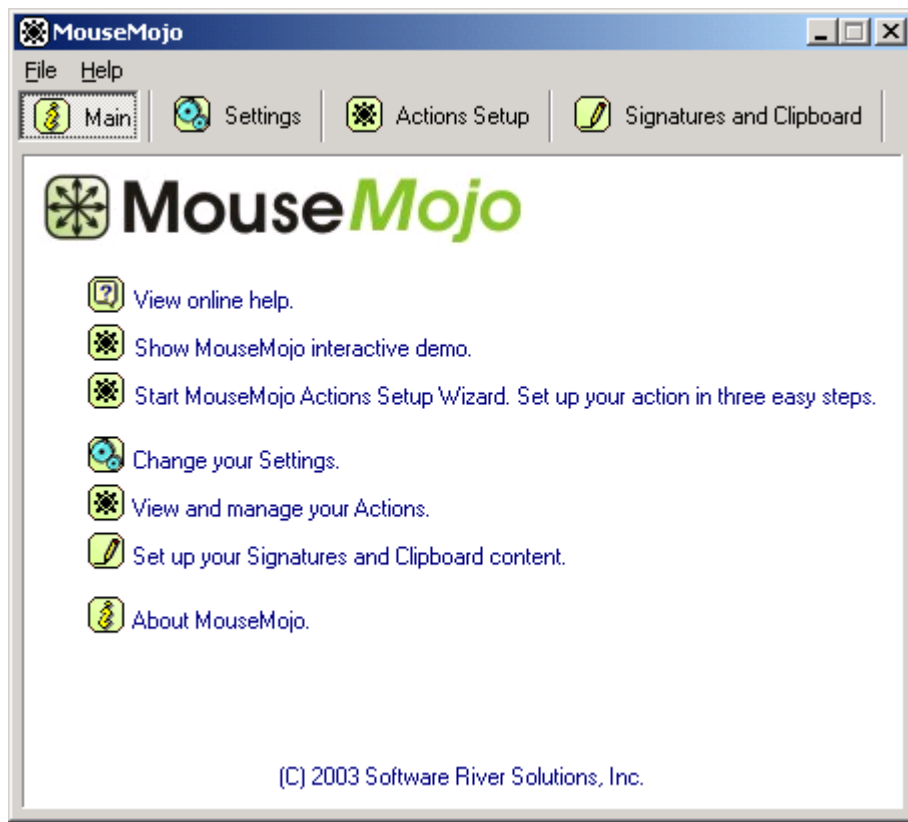 MouseMojo
File Help
Main Settings Actions Setup Signatures and Clipboard
MouseMojo
View online help.
Show MouseMojo interactive demo.
Start MouseMojo Actions Setup Wizard. Set up your action in three easy steps.
Change your Settings.
View and manage your Actions.
Set up your Signatures and Clipboard content.
About MouseMojo.
(C) 2003 Software River Solutions, Inc.